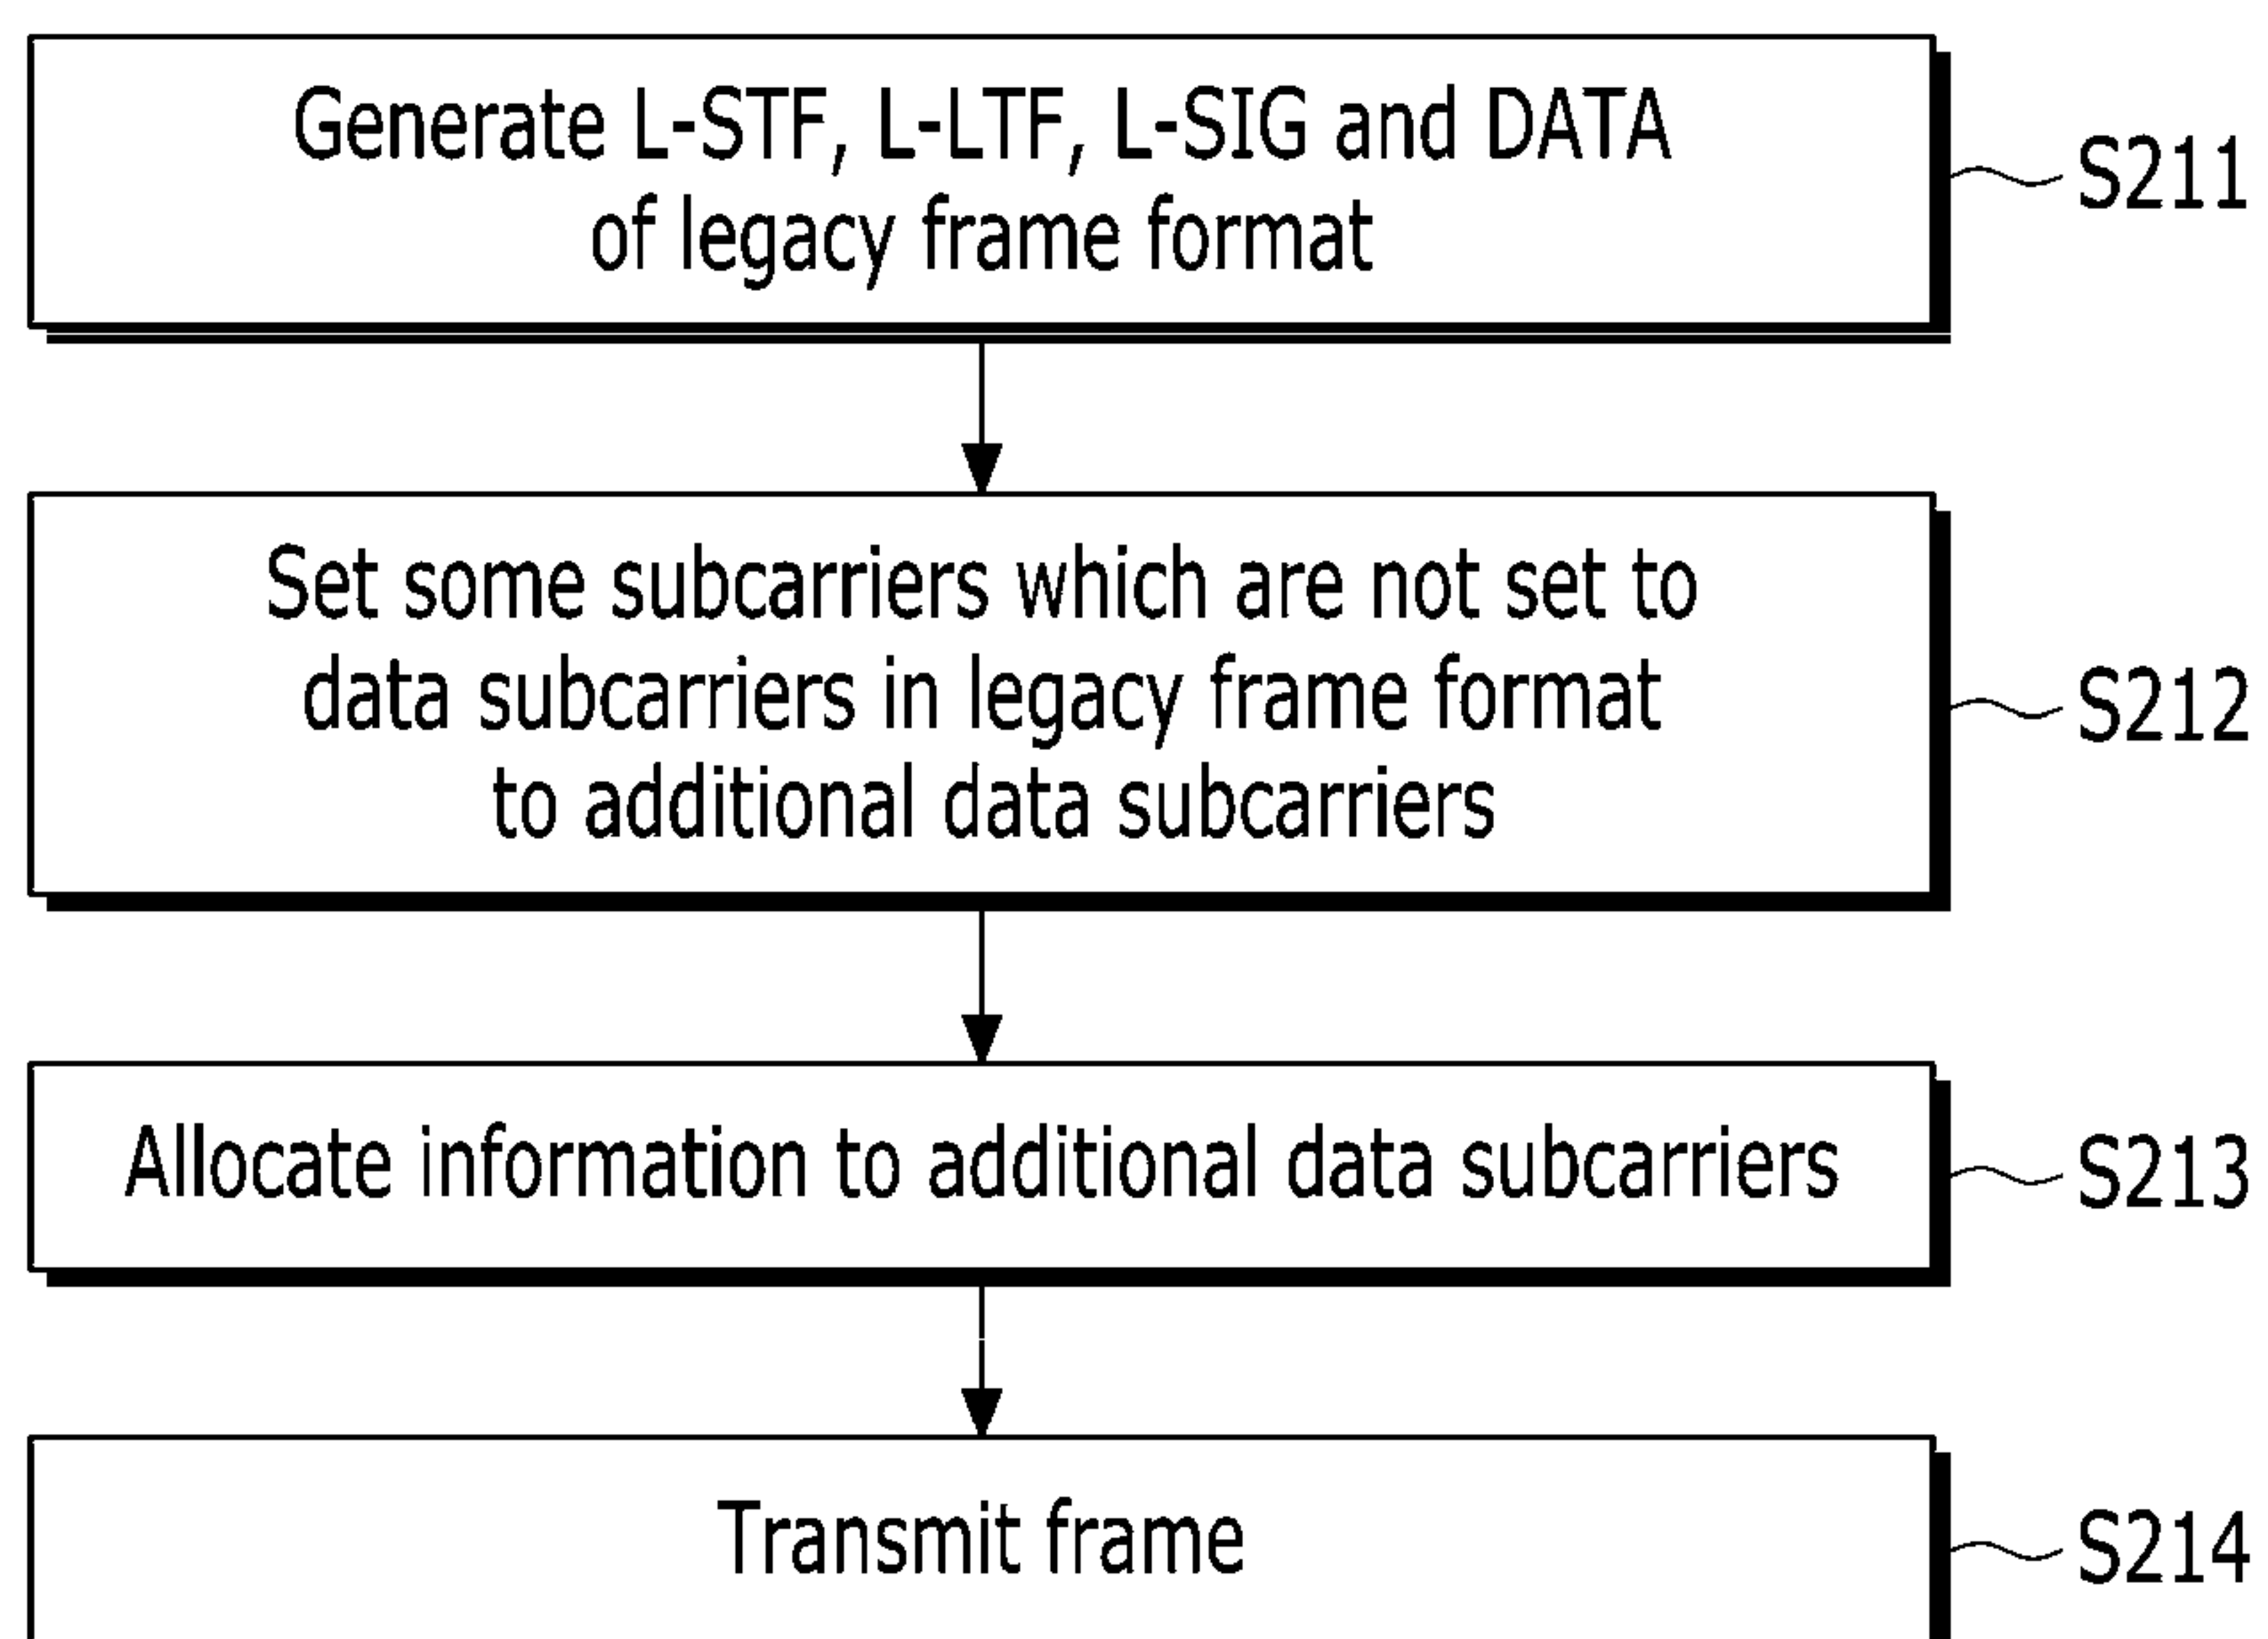 Generate L-STF, L-LTF, L-SIG and DATA
of legacy frame format
S211
Set some subcarriers which are not set to
data subcarriers in legacy frame format
to additional data subcarriers
S212
Allocate information to additional data subcarriers
S213
Transmit frame
S214